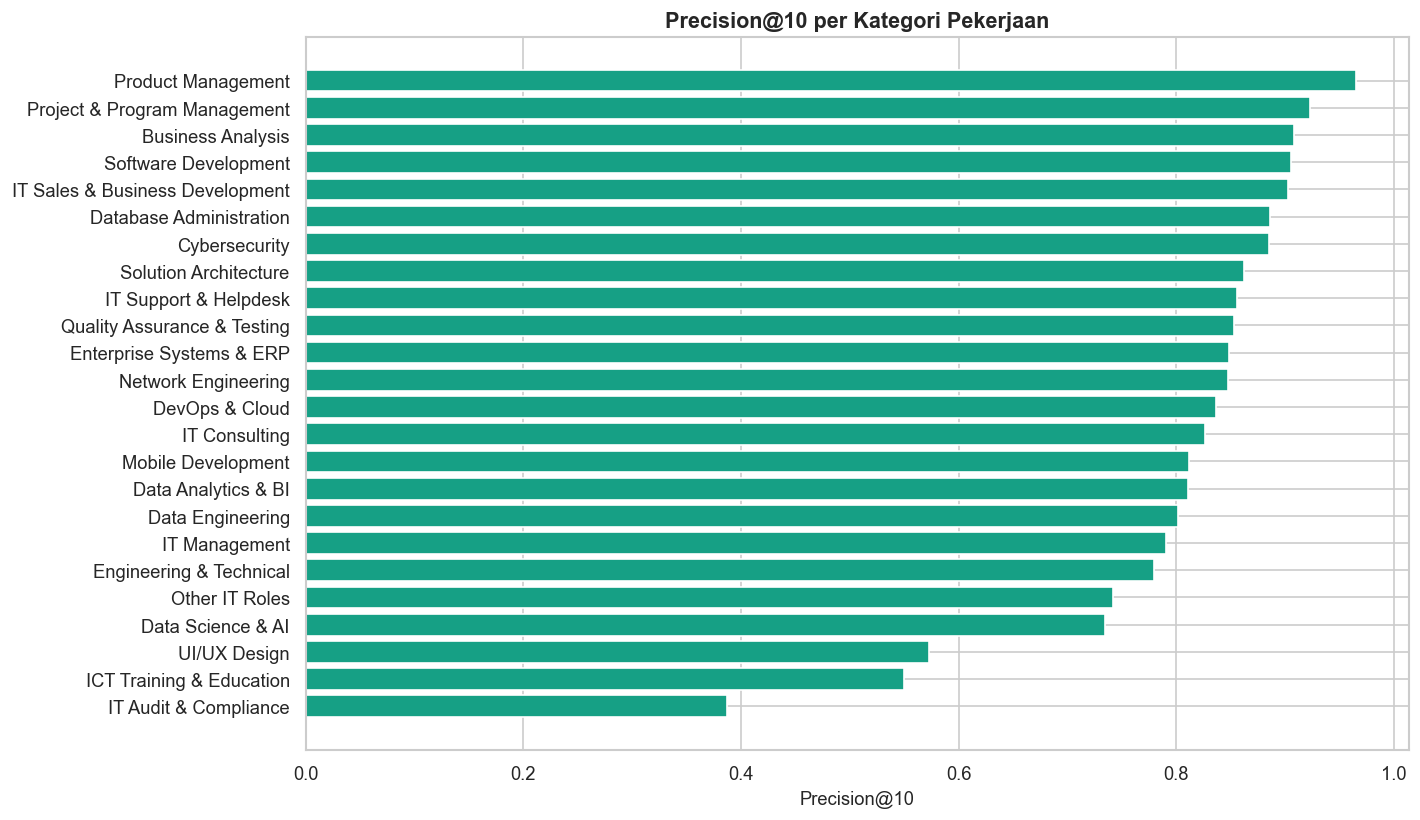 Precision@10 per Kategori Pekerjaan
Product Management
Project & Program Management
Business Analysis
Software Development
IT Sales & Business Development
Database Administration
Cybersecurity
Solution Architecture
IT Support & Helpdesk
Quality Assurance & Testing
Enterprise Systems & ERP
Network Engineering
DevOps & Cloud
IT Consulting
Mobile Development
Data Analytics & BI
Data Engineering
IT Management
Engineering & Technical
Other IT Roles
Data Science & AI
UI/UX Design
ICT Training & Education
IT Audit & Compliance
0.0 0.2 0.4 0.6 0.8 1.0
Precision@10